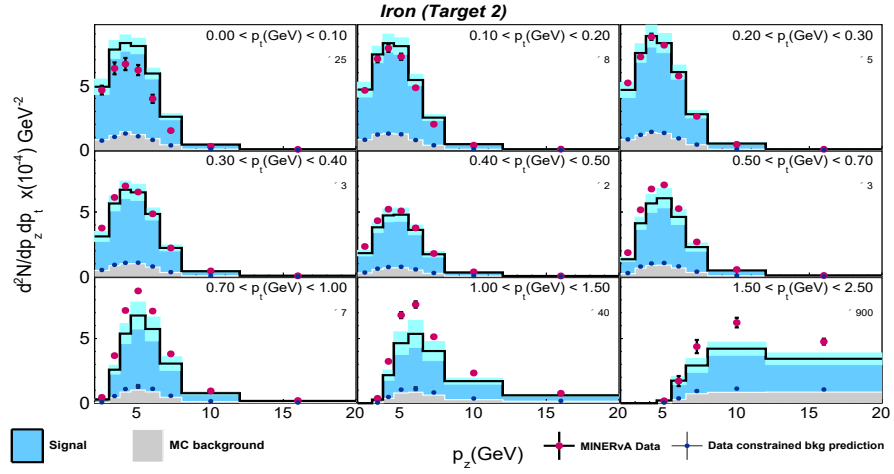 Iron (Target 2)
0.00 < p_t(GeV) < 0.10
´ 25
0.10 < p_t(GeV) < 0.20
´ 8
0.20 < p_t(GeV) < 0.30
´ 5
0.30 < p_t(GeV) < 0.40
´ 3
0.40 < p_t(GeV) < 0.50
´ 2
0.50 < p_t(GeV) < 0.70
´ 3
0.70 < p_t(GeV) < 1.00
´ 7
1.00 < p_t(GeV) < 1.50
´ 40
1.50 < p_t(GeV) < 2.50
´ 900
d²N/dp_z dp_t x(10⁻⁴) GeV⁻²
5
0
5
0
5
0
5 10 15 20
5 10 15 20
5 10 15 20
p_z(GeV)
Signal
MC background
MINERvA Data
Data constrained bkg prediction